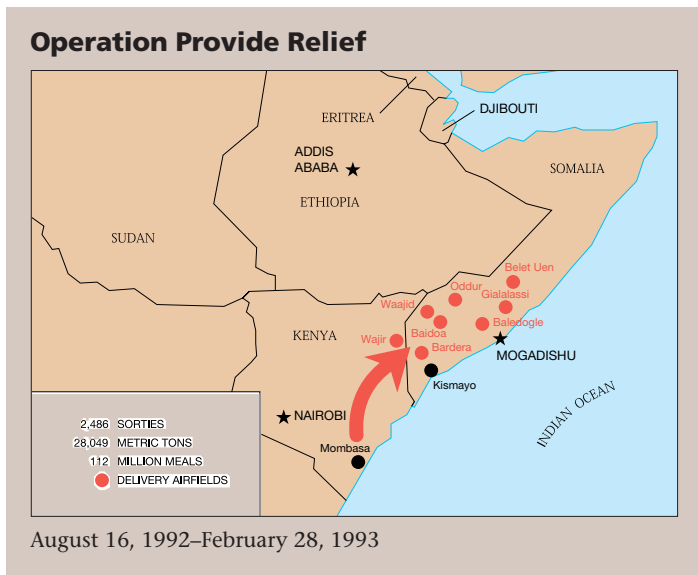 Operation Provide Relief
ERITREA
DJIBOUTI
ADDIS
ABABA
SOMALIA
ETHIOPIA
SUDAN
Belet Uen
Oddur
Gialalassi
Waajid
KENYA
Wajir
Baidoa
Baledogle
Bardera
MOGADISHU
Kismayo
NAIROBI
INDIAN OCEAN
Mombasa
2,486 SORTIES
28,049 METRIC TONS
112 MILLION MEALS
DELIVERY AIRFIELDS
August 16, 1992–February 28, 1993